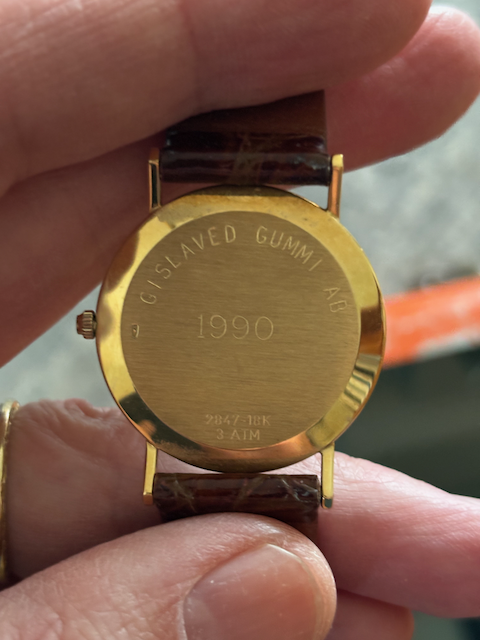 GISLAVED GUMMI AB
1990
2847-18K
3 ATM